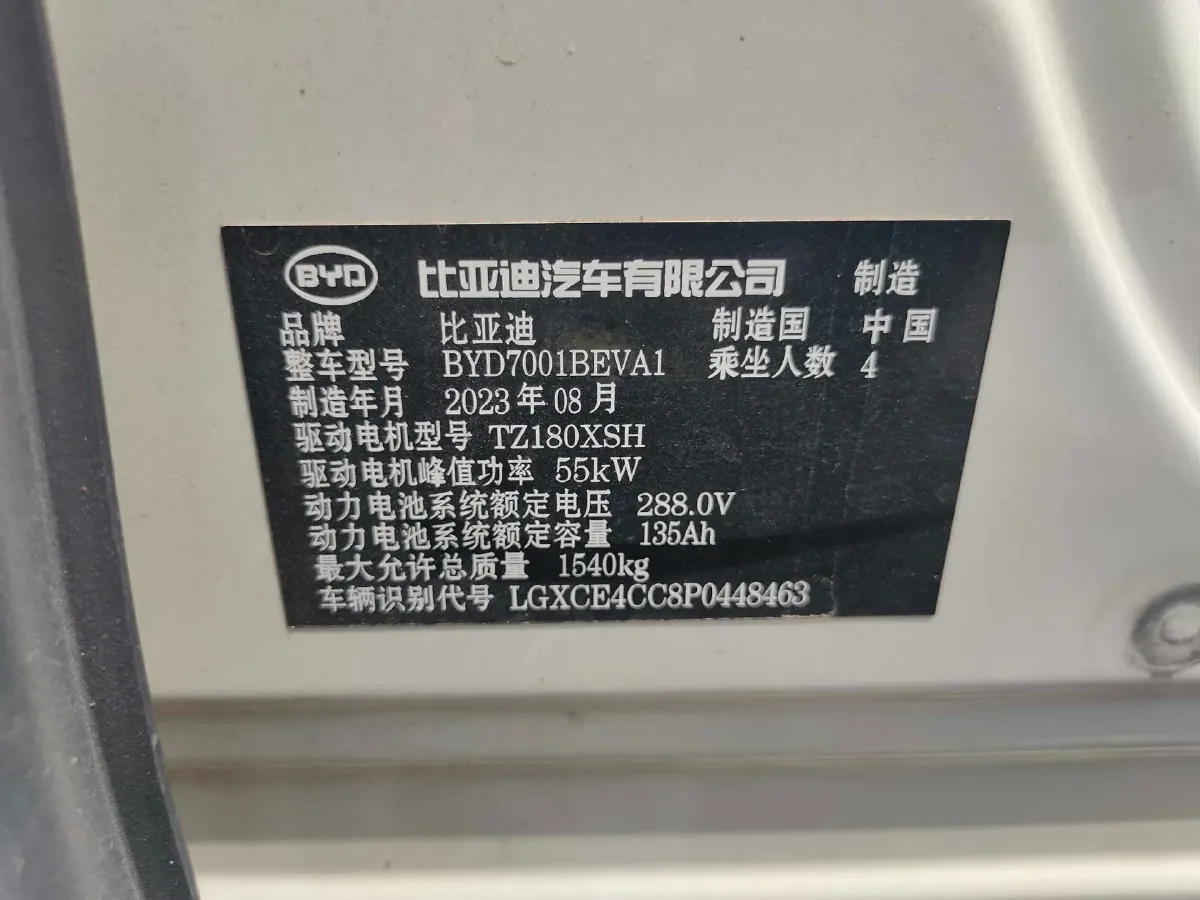 BYD 比亚迪汽车有限公司 制造
品牌 比亚迪 制造国 中国
整车型号 BYD7001BEVA1 乘坐人数 4
制造年月 2023年08月
驱动电机型号 TZ180XSH
驱动电机峰值功率 55kW
动力电池系统额定电压 288.0V
动力电池系统额定容量 135Ah
最大允许总质量 1540kg
车辆识别代号 LGXCE4CC8P0448463